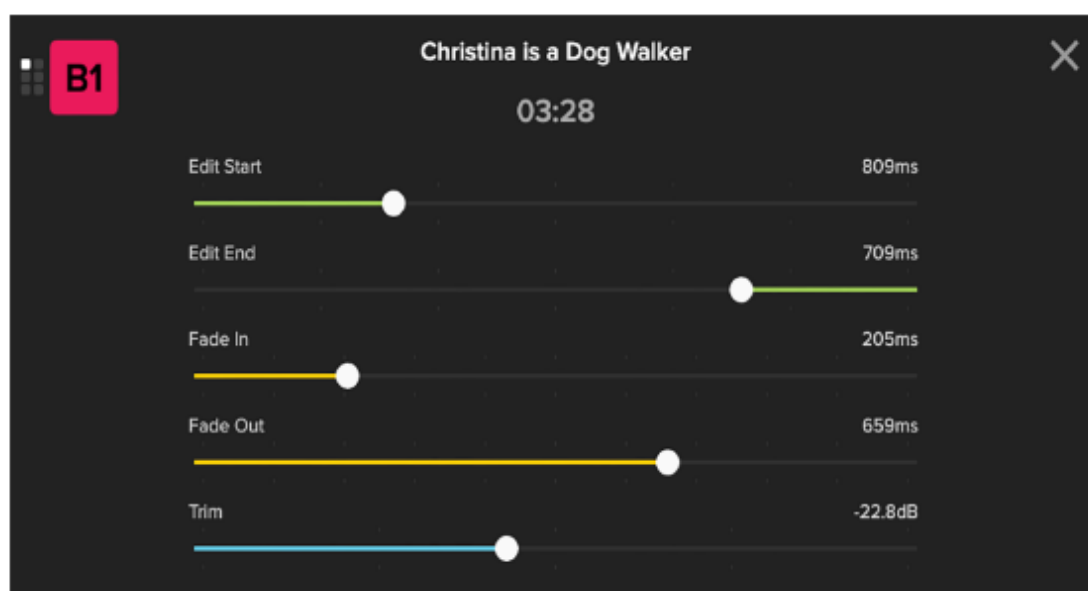 B1
Christina is a Dog Walker
03:28
Edit Start 809ms
Edit End 709ms
Fade In 205ms
Fade Out 659ms
Trim -22.8dB